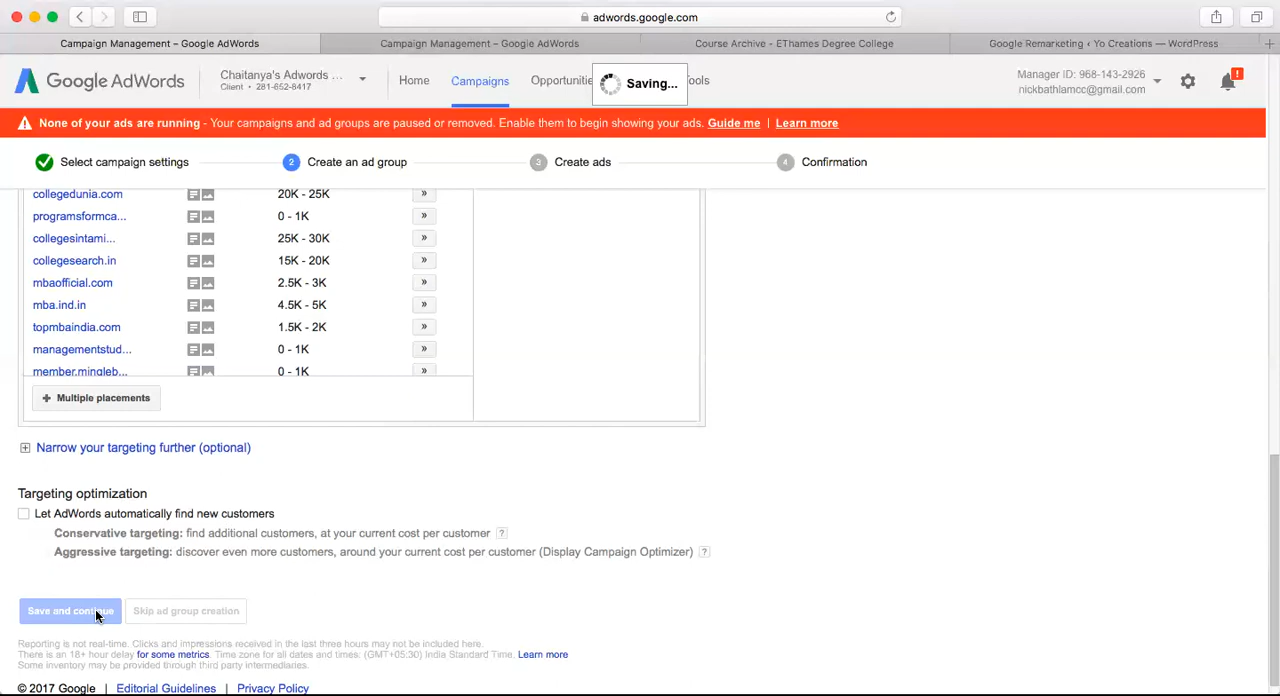 adwords.google.com
Campaign Management – Google AdWords
Campaign Management – Google AdWords
Course Archive - EThames Degree College
Google Remarketing ‹ Yo Creations — WordPress
Google AdWords
Chaitanya's Adwords ...
Client • 281-652-8417
Home
Campaigns
Opportunitie
Saving...
ools
Manager ID: 968-143-2926
nickbathlamcc@gmail.com
!
None of your ads are running - Your campaigns and ad groups are paused or removed. Enable them to begin showing your ads. Guide me | Learn more
Select campaign settings
2 Create an ad group
3 Create ads
4 Confirmation
collegedunia.com 20K - 25K »
programsformca... 0 - 1K »
collegesintami... 25K - 30K »
collegesearch.in 15K - 20K »
mbaofficial.com 2.5K - 3K »
mba.ind.in 4.5K - 5K »
topmbaindia.com 1.5K - 2K »
managementstud... 0 - 1K »
member.mingleb... 0 - 1K »
+ Multiple placements
Narrow your targeting further (optional)
Targeting optimization
Let AdWords automatically find new customers
Conservative targeting: find additional customers, at your current cost per customer ?
Aggressive targeting: discover even more customers, around your current cost per customer (Display Campaign Optimizer) ?
Save and continue
Skip ad group creation
Reporting is not real-time. Clicks and impressions received in the last three hours may not be included here.
There is an 18+ hour delay for some metrics. Time zone for all dates and times: (GMT+05:30) India Standard Time. Learn more
Some inventory may be provided through third party intermediaries.
© 2017 Google | Editorial Guidelines | Privacy Policy